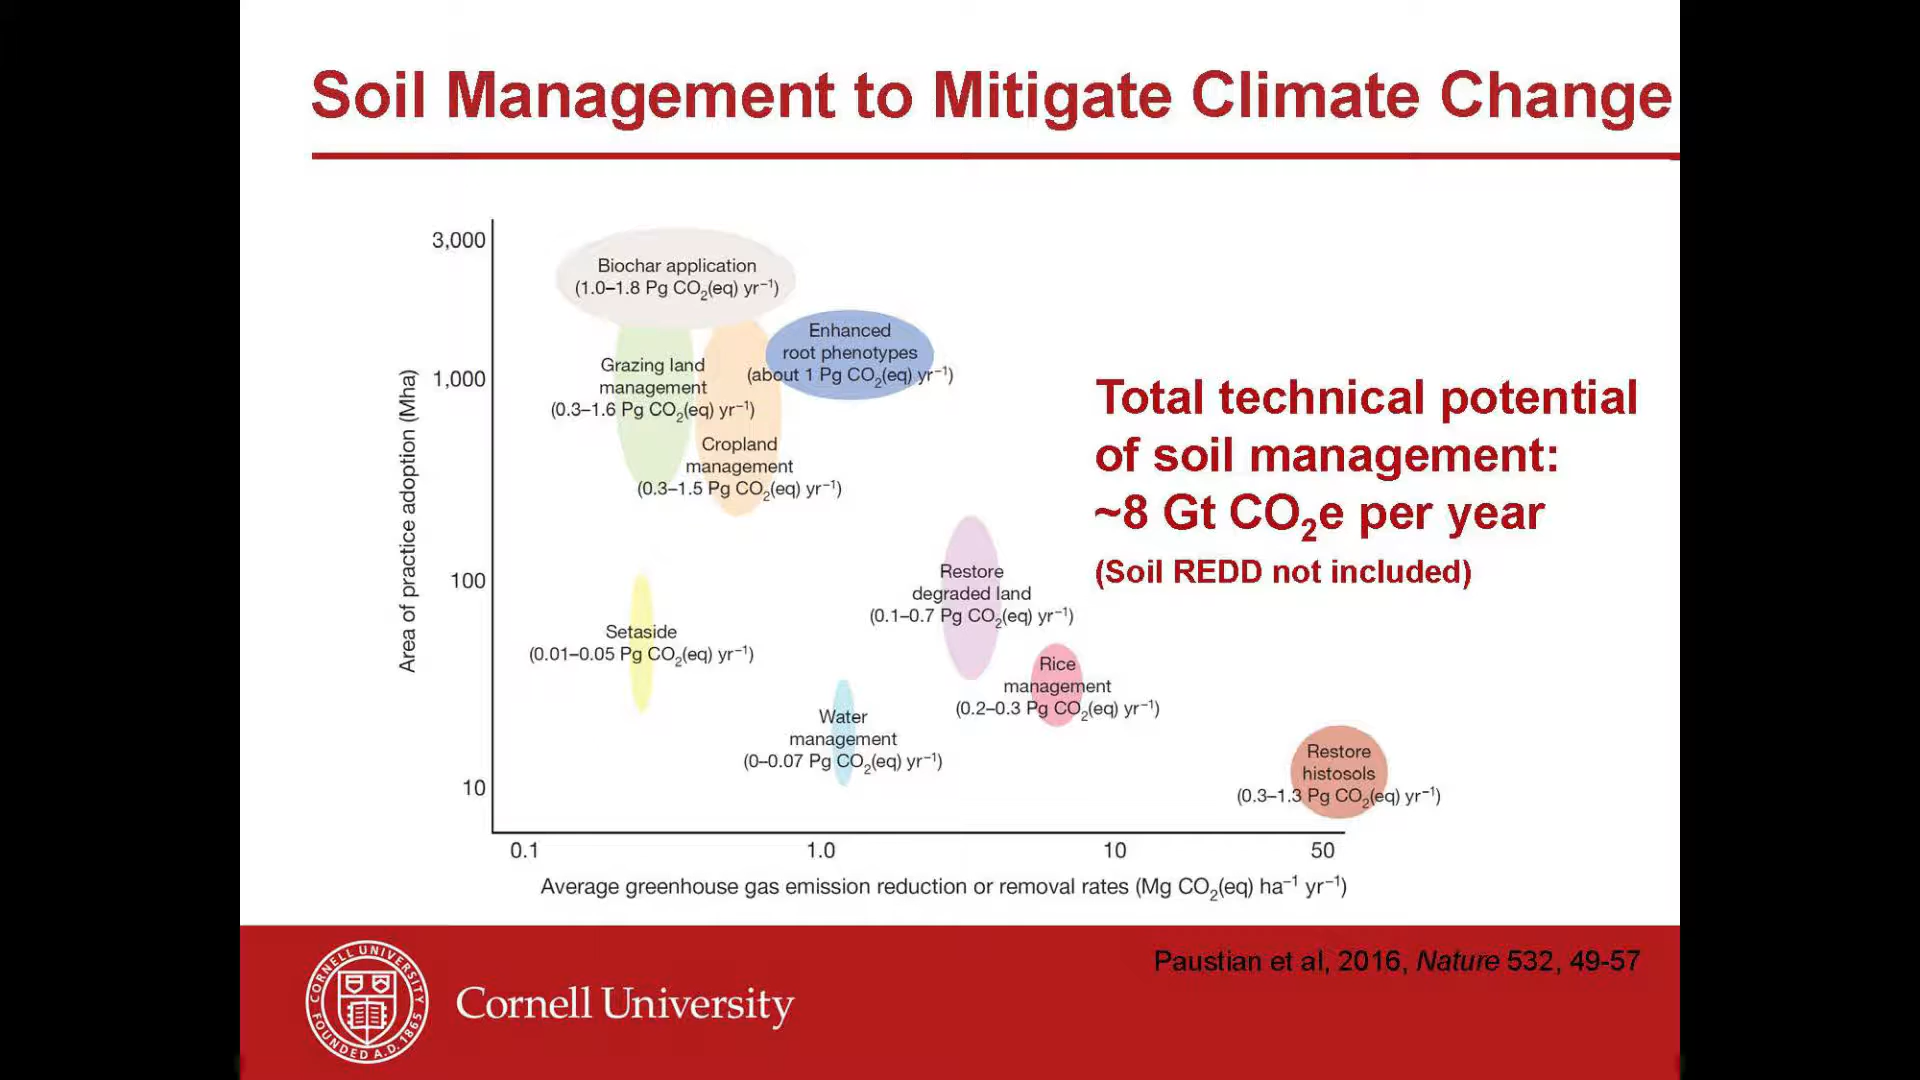 Soil Management to Mitigate Climate Change
3,000
1,000
100
10
Area of practice adoption (Mha)
Biochar application
(1.0–1.8 Pg CO₂(eq) yr⁻¹)
Enhanced
root phenotypes
(about 1 Pg CO₂(eq) yr⁻¹)
Grazing land
management
(0.3–1.6 Pg CO₂(eq) yr⁻¹)
Cropland
management
(0.3–1.5 Pg CO₂(eq) yr⁻¹)
Restore
degraded land
(0.1–0.7 Pg CO₂(eq) yr⁻¹)
Setaside
(0.01–0.05 Pg CO₂(eq) yr⁻¹)
Rice
management
(0.2–0.3 Pg CO₂(eq) yr⁻¹)
Water
management
(0–0.07 Pg CO₂(eq) yr⁻¹)
Restore
histosols
(0.3–1.3 Pg CO₂(eq) yr⁻¹)
0.1 1.0 10 50
Average greenhouse gas emission reduction or removal rates (Mg CO₂(eq) ha⁻¹ yr⁻¹)
Total technical potential
of soil management:
~8 Gt CO₂e per year
(Soil REDD not included)
Paustian et al, 2016, Nature 532, 49-57
CORNELL UNIVERSITY
FOUNDED A.D. 1865
Cornell University